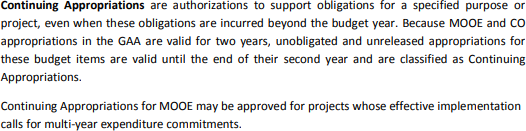 Continuing Appropriations are authorizations to support obligations for a specified purpose or
project, even when these obligations are incurred beyond the budget year. Because MOOE and CO
appropriations in the GAA are valid for two years, unobligated and unreleased appropriations for
these budget items are valid until the end of their second year and are classified as Continuing
Appropriations.
Continuing Appropriations for MOOE may be approved for projects whose effective implementation
calls for multi-year expenditure commitments.